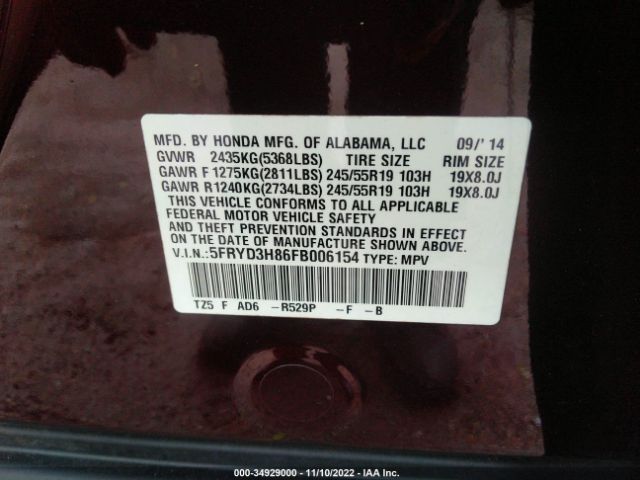 MFD. BY HONDA MFG. OF ALABAMA, LLC 09/' 14
GVWR 2435KG(5368LBS) TIRE SIZE RIM SIZE
GAWR F 1275KG(2811LBS) 245/55R19 103H 19X8.0J
GAWR R 1240KG(2734LBS) 245/55R19 103H 19X8.0J
THIS VEHICLE CONFORMS TO ALL APPLICABLE
FEDERAL MOTOR VEHICLE SAFETY
AND THEFT PREVENTION STANDARDS IN EFFECT
ON THE DATE OF MANUFACTURE SHOWN ABOVE.
V.I.N.:5FRYD3H86FB006154 TYPE: MPV
TZ5 F AD6 -R529P -F -B
000-34929000 - 11/10/2022 - IAA Inc.